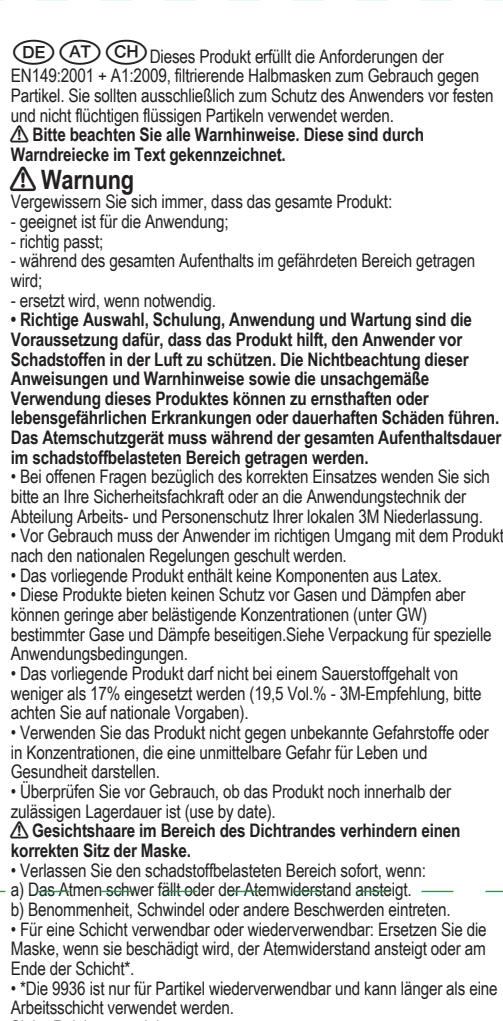 DE AT CH Dieses Produkt erfüllt die Anforderungen der
EN149:2001 + A1:2009, filtrierende Halbmasken zum Gebrauch gegen
Partikel. Sie sollten ausschließlich zum Schutz des Anwenders vor festen
und nicht flüchtigen flüssigen Partikeln verwendet werden.
⚠ Bitte beachten Sie alle Warnhinweise. Diese sind durch
Warndreiecke im Text gekennzeichnet.
⚠ Warnung
Vergewissern Sie sich immer, dass das gesamte Produkt:
- geeignet ist für die Anwendung;
- richtig passt;
- während des gesamten Aufenthalts im gefährdeten Bereich getragen
wird;
- ersetzt wird, wenn notwendig.
• Richtige Auswahl, Schulung, Anwendung und Wartung sind die
Voraussetzung dafür, dass das Produkt hilft, den Anwender vor
Schadstoffen in der Luft zu schützen. Die Nichtbeachtung dieser
Anweisungen und Warnhinweise sowie die unsachgemäße
Verwendung dieses Produktes können zu ernsthaften oder
lebensgefährlichen Erkrankungen oder dauerhaften Schäden führen.
Das Atemschutzgerät muss während der gesamten Aufenthaltsdauer
im schadstoffbelasteten Bereich getragen werden.
• Bei offenen Fragen bezüglich des korrekten Einsatzes wenden Sie sich
bitte an Ihre Sicherheitsfachkraft oder an die Anwendungstechnik der
Abteilung Arbeits- und Personenschutz Ihrer lokalen 3M Niederlassung.
• Vor Gebrauch muss der Anwender im richtigen Umgang mit dem Produkt
nach den nationalen Regelungen geschult werden.
• Das vorliegende Produkt enthält keine Komponenten aus Latex.
• Diese Produkte bieten keinen Schutz vor Gasen und Dämpfen aber
können geringe aber belästigende Konzentrationen (unter GW)
bestimmter Gase und Dämpfe beseitigen.Siehe Verpackung für spezielle
Anwendungsbedingungen.
• Das vorliegende Produkt darf nicht bei einem Sauerstoffgehalt von
weniger als 17% eingesetzt werden (19,5 Vol.% - 3M-Empfehlung, bitte
achten Sie auf nationale Vorgaben).
• Verwenden Sie das Produkt nicht gegen unbekannte Gefahrstoffe oder
in Konzentrationen, die eine unmittelbare Gefahr für Leben und
Gesundheit darstellen.
• Überprüfen Sie vor Gebrauch, ob das Produkt noch innerhalb der
zulässigen Lagerdauer ist (use by date).
⚠ Gesichtshaare im Bereich des Dichtrandes verhindern einen
korrekten Sitz der Maske.
• Verlassen Sie den schadstoffbelasteten Bereich sofort, wenn:
a) Das Atmen schwer fällt oder der Atemwiderstand ansteigt.
b) Benommenheit, Schwindel oder andere Beschwerden eintreten.
• Für eine Schicht verwendbar oder wiederverwendbar: Ersetzen Sie die
Maske, wenn sie beschädigt wird, der Atemwiderstand ansteigt oder am
Ende der Schicht*.
• *Die 9936 ist nur für Partikel wiederverwendbar und kann länger als eine
Arbeitsschicht verwendet werden.